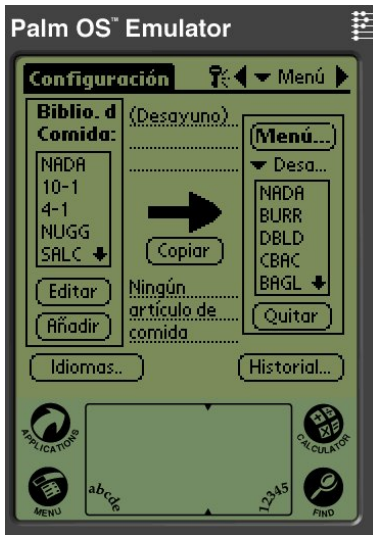 Palm OS™ Emulator
Configuración
Menú
Biblio. d
Comida:
NADA
10-1
4-1
NUGG
SALC
Editar
Añadir
(Desayuno)
Copiar
Ningún
artículo de
comida
Menú...
Desa...
NADA
BURR
DBLD
CBAC
BAGL
Quitar
Idiomas..
Historial...
APPLICATIONS
MENU
abcde
12345
CALCULATOR
FIND